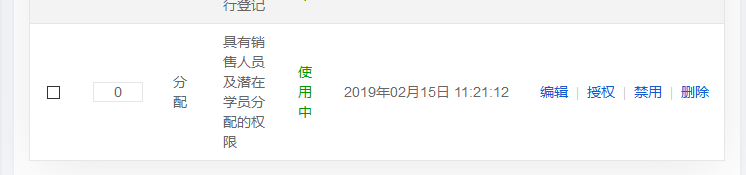 行登记
0
分
配
具有销
售人员
及潜在
学员分
配的权
限
使
用
中
2019年02月15日 11:21:12
编辑 | 授权 | 禁用 | 删除